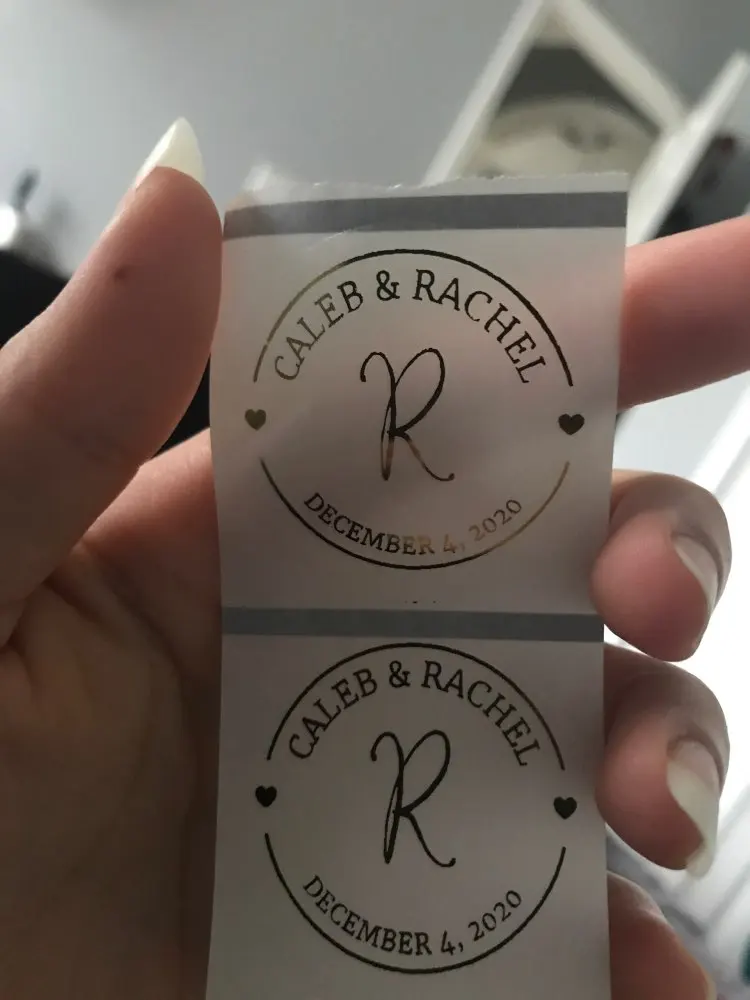 CALEB & RACHEL
R
DECEMBER 4, 2020
CALEB & RACHEL
R
DECEMBER 4, 2020